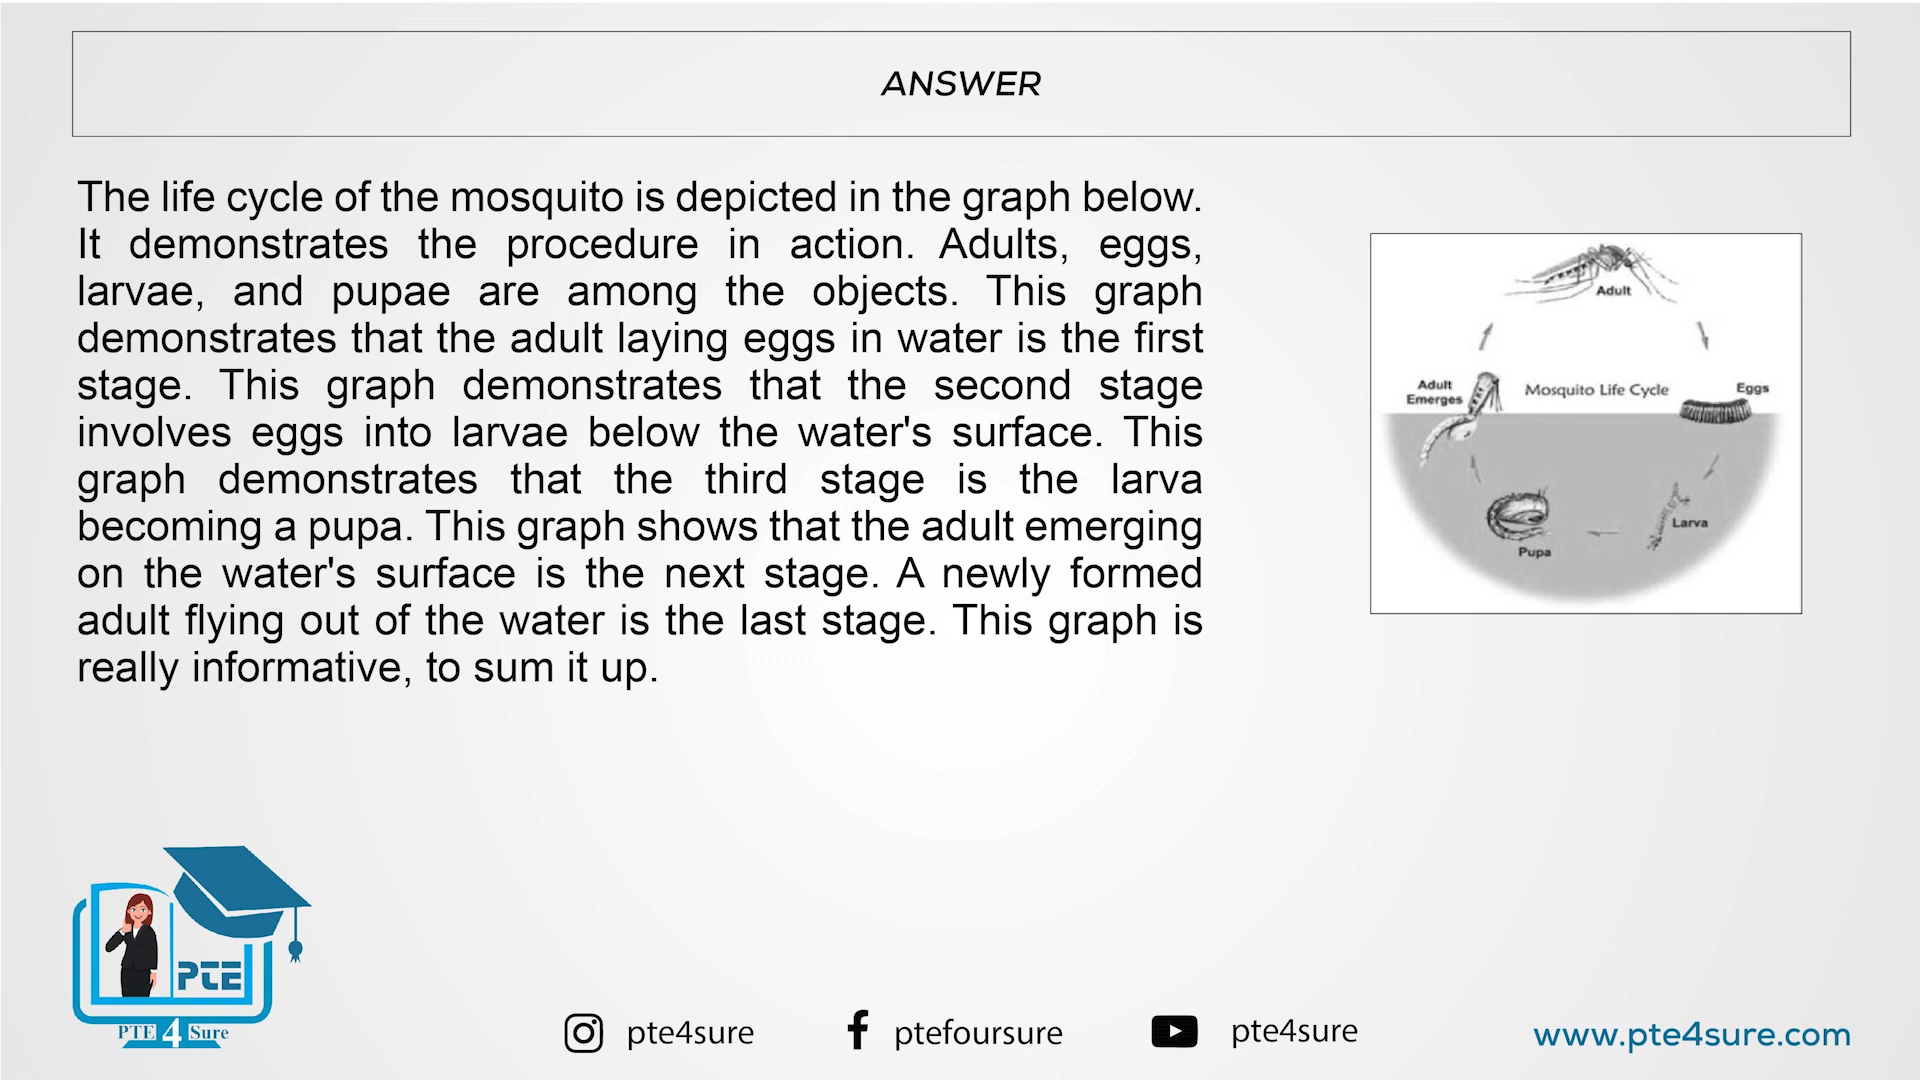 ANSWER
The life cycle of the mosquito is depicted in the graph below.
It demonstrates the procedure in action. Adults, eggs,
larvae, and pupae are among the objects. This graph
demonstrates that the adult laying eggs in water is the first
stage. This graph demonstrates that the second stage
involves eggs into larvae below the water's surface. This
graph demonstrates that the third stage is the larva
becoming a pupa. This graph shows that the adult emerging
on the water's surface is the next stage. A newly formed
adult flying out of the water is the last stage. This graph is
really informative, to sum it up.
Adult
Adult
Emerges
Mosquito Life Cycle
Eggs
Larva
Pupa
PTE
PTE 4 Sure
pte4sure
ptefoursure
pte4sure
www.pte4sure.com